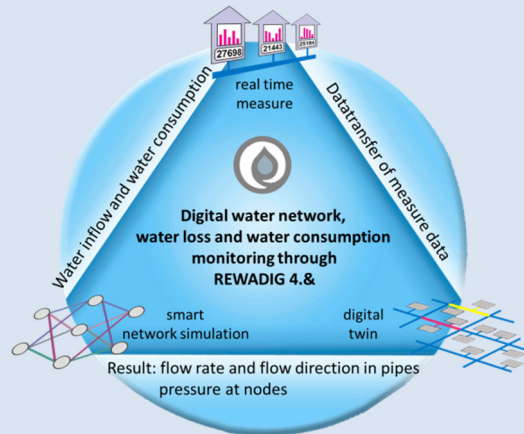 27698
21443
25194
real time
measure
Water inflow and water consumption
Datatransfer of measure data
Digital water network,
water loss and water consumption
monitoring through
REWADIG 4.&
smart
network simulation
digital
twin
Result: flow rate and flow direction in pipes
pressure at nodes